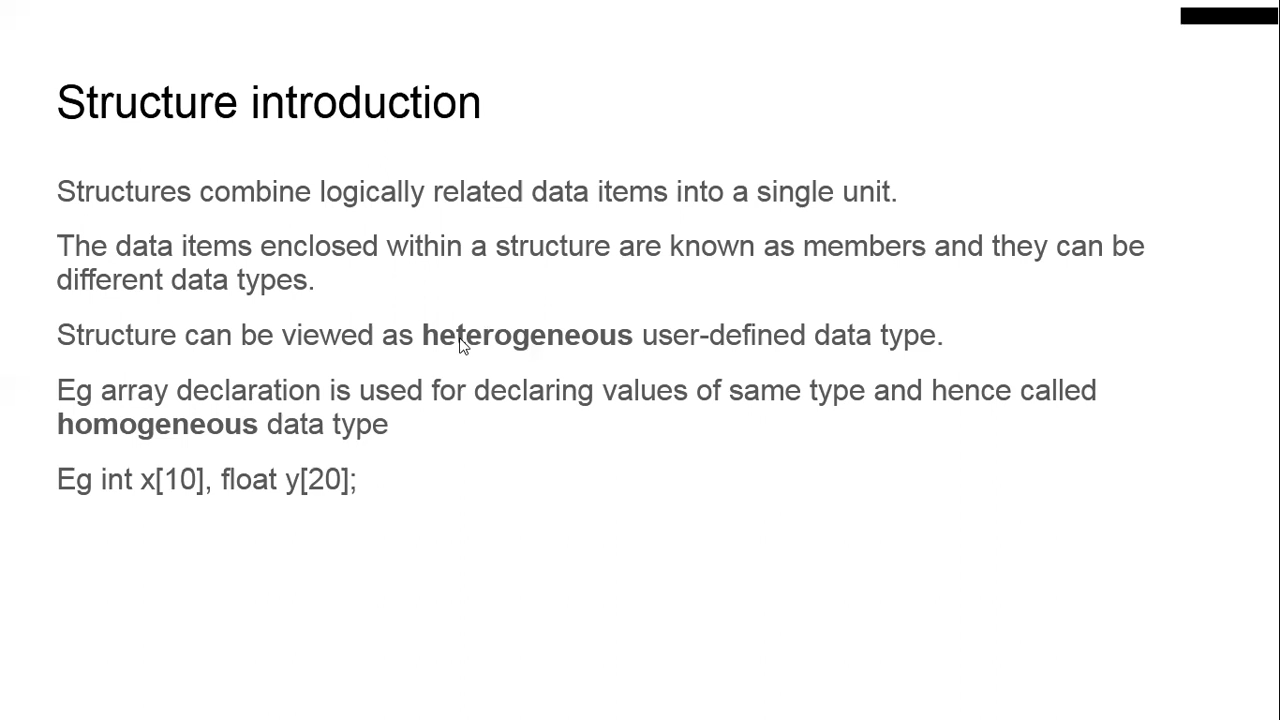 Structure introduction
Structures combine logically related data items into a single unit.
The data items enclosed within a structure are known as members and they can be
different data types.
Structure can be viewed as heterogeneous user-defined data type.
Eg array declaration is used for declaring values of same type and hence called
homogeneous data type
Eg int x[10], float y[20];